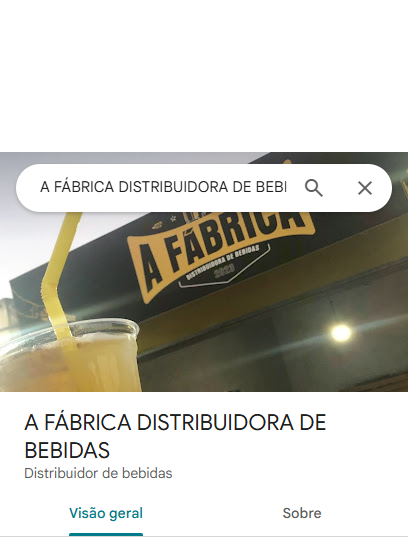 A FÁBRICA DISTRIBUIDORA DE BEBI
A FÁBRICA
DISTRIBUIDORA DE BEBIDAS
2023
A FÁBRICA DISTRIBUIDORA DE
BEBIDAS
Distribuidor de bebidas
Visão geral
Sobre